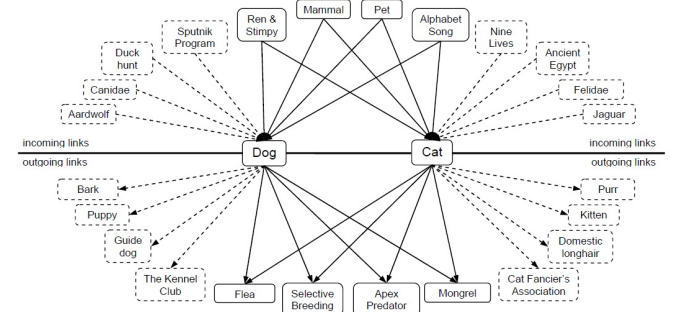 Mammal
Pet
Ren &
Stimpy
Alphabet
Song
Sputnik
Program
Nine
Lives
Duck
hunt
Ancient
Egypt
Canidae
Felidae
Aardwolf
Jaguar
incoming links
incoming links
Dog
Cat
outgoing links
outgoing links
Bark
Purr
Puppy
Kitten
Guide
dog
Domestic
longhair
The Kennel
Club
Flea
Selective
Breeding
Apex
Predator
Mongrel
Cat Fancier's
Association